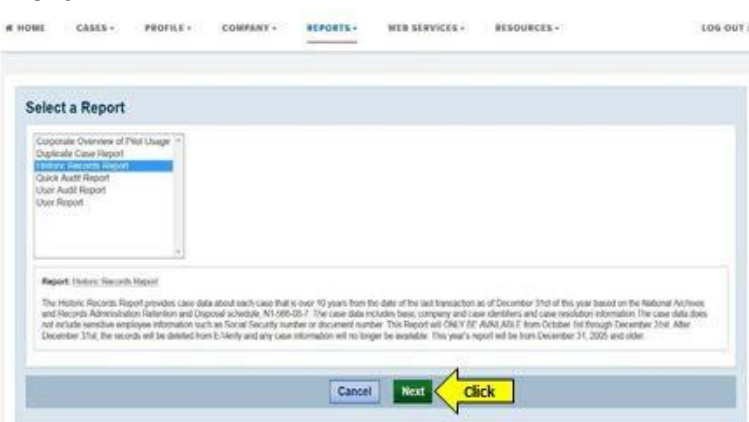 HOME CASES PROFILE COMPANY REPORTS WEB SERVICES RESOURCES LOG OUT
Select a Report
Corporate Overview of Pilot Usage
Duplicate Case Report
Historic Records Report
Quick Audit Report
User Audit Report
User Report
Report: Historic Records Report
The Historic Records Report provides case data about each case that is over 10 years from the date of the last transaction as of December 31st of this year based on the National Archives
and Records Administration Retention and Disposal schedule, N1-566-08-7. The case data includes basic company and case identifiers and case resolution information.The case data does
not include sensitive employee information such as Social Security number or document number. This Report will ONLY BE AVAILABLE from October 1st through December 31st. After
December 31st, the records will be deleted from E-Verify and any case information will no longer be available. This year's report will be from December 31, 2005 and older.
Cancel Next Click